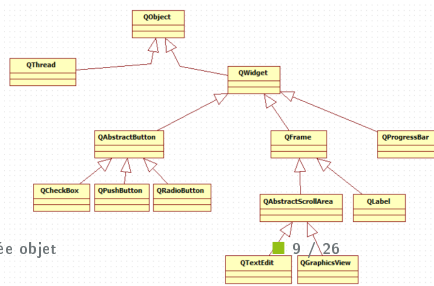 QObject
QThread
QWidget
QAbstractButton
QFrame
QProgressBar
QCheckBox
QPushButton
QRadioButton
QAbstractScrollArea
QLabel
ée objet
9 / 26
QTextEdit
QGraphicsView